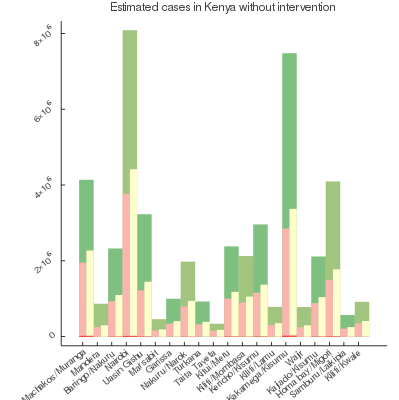 Estimated cases in Kenya without intervention
8×10⁶
6×10⁶
4×10⁶
2×10⁶
0
Machakos / Muranga
Mandera
Baringo / Nakuru
Nairobi
Uasin Gishu
Marsabit
Garissa
Nakuru / Narok
Turkana
Taita Taveta
Kitui / Meru
Kilifi / Mombasa
Kericho / Kisumu
Kilifi / Lamu
Kakamega / Kisumu
Wajir
Kajiado / Kisumu
Homa bay / Migori
Samburu / Laikipia
Kilifi / Kwale